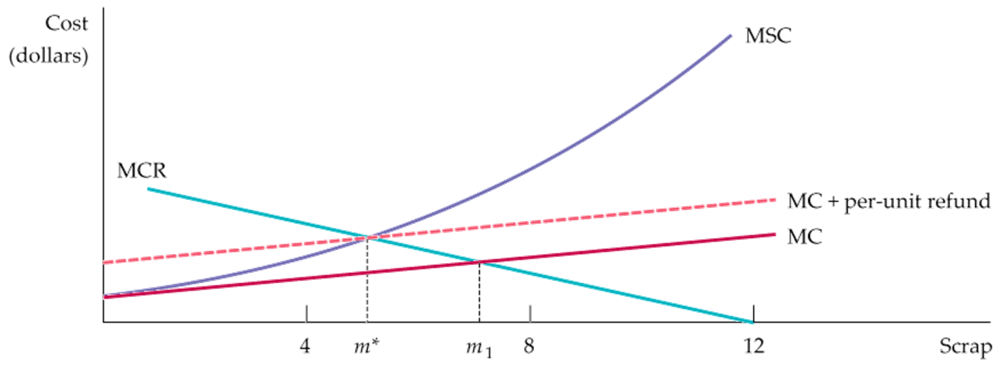 Cost
(dollars)
MSC
MCR
MC + per-unit refund
MC
4
m*
m1
8
12
Scrap